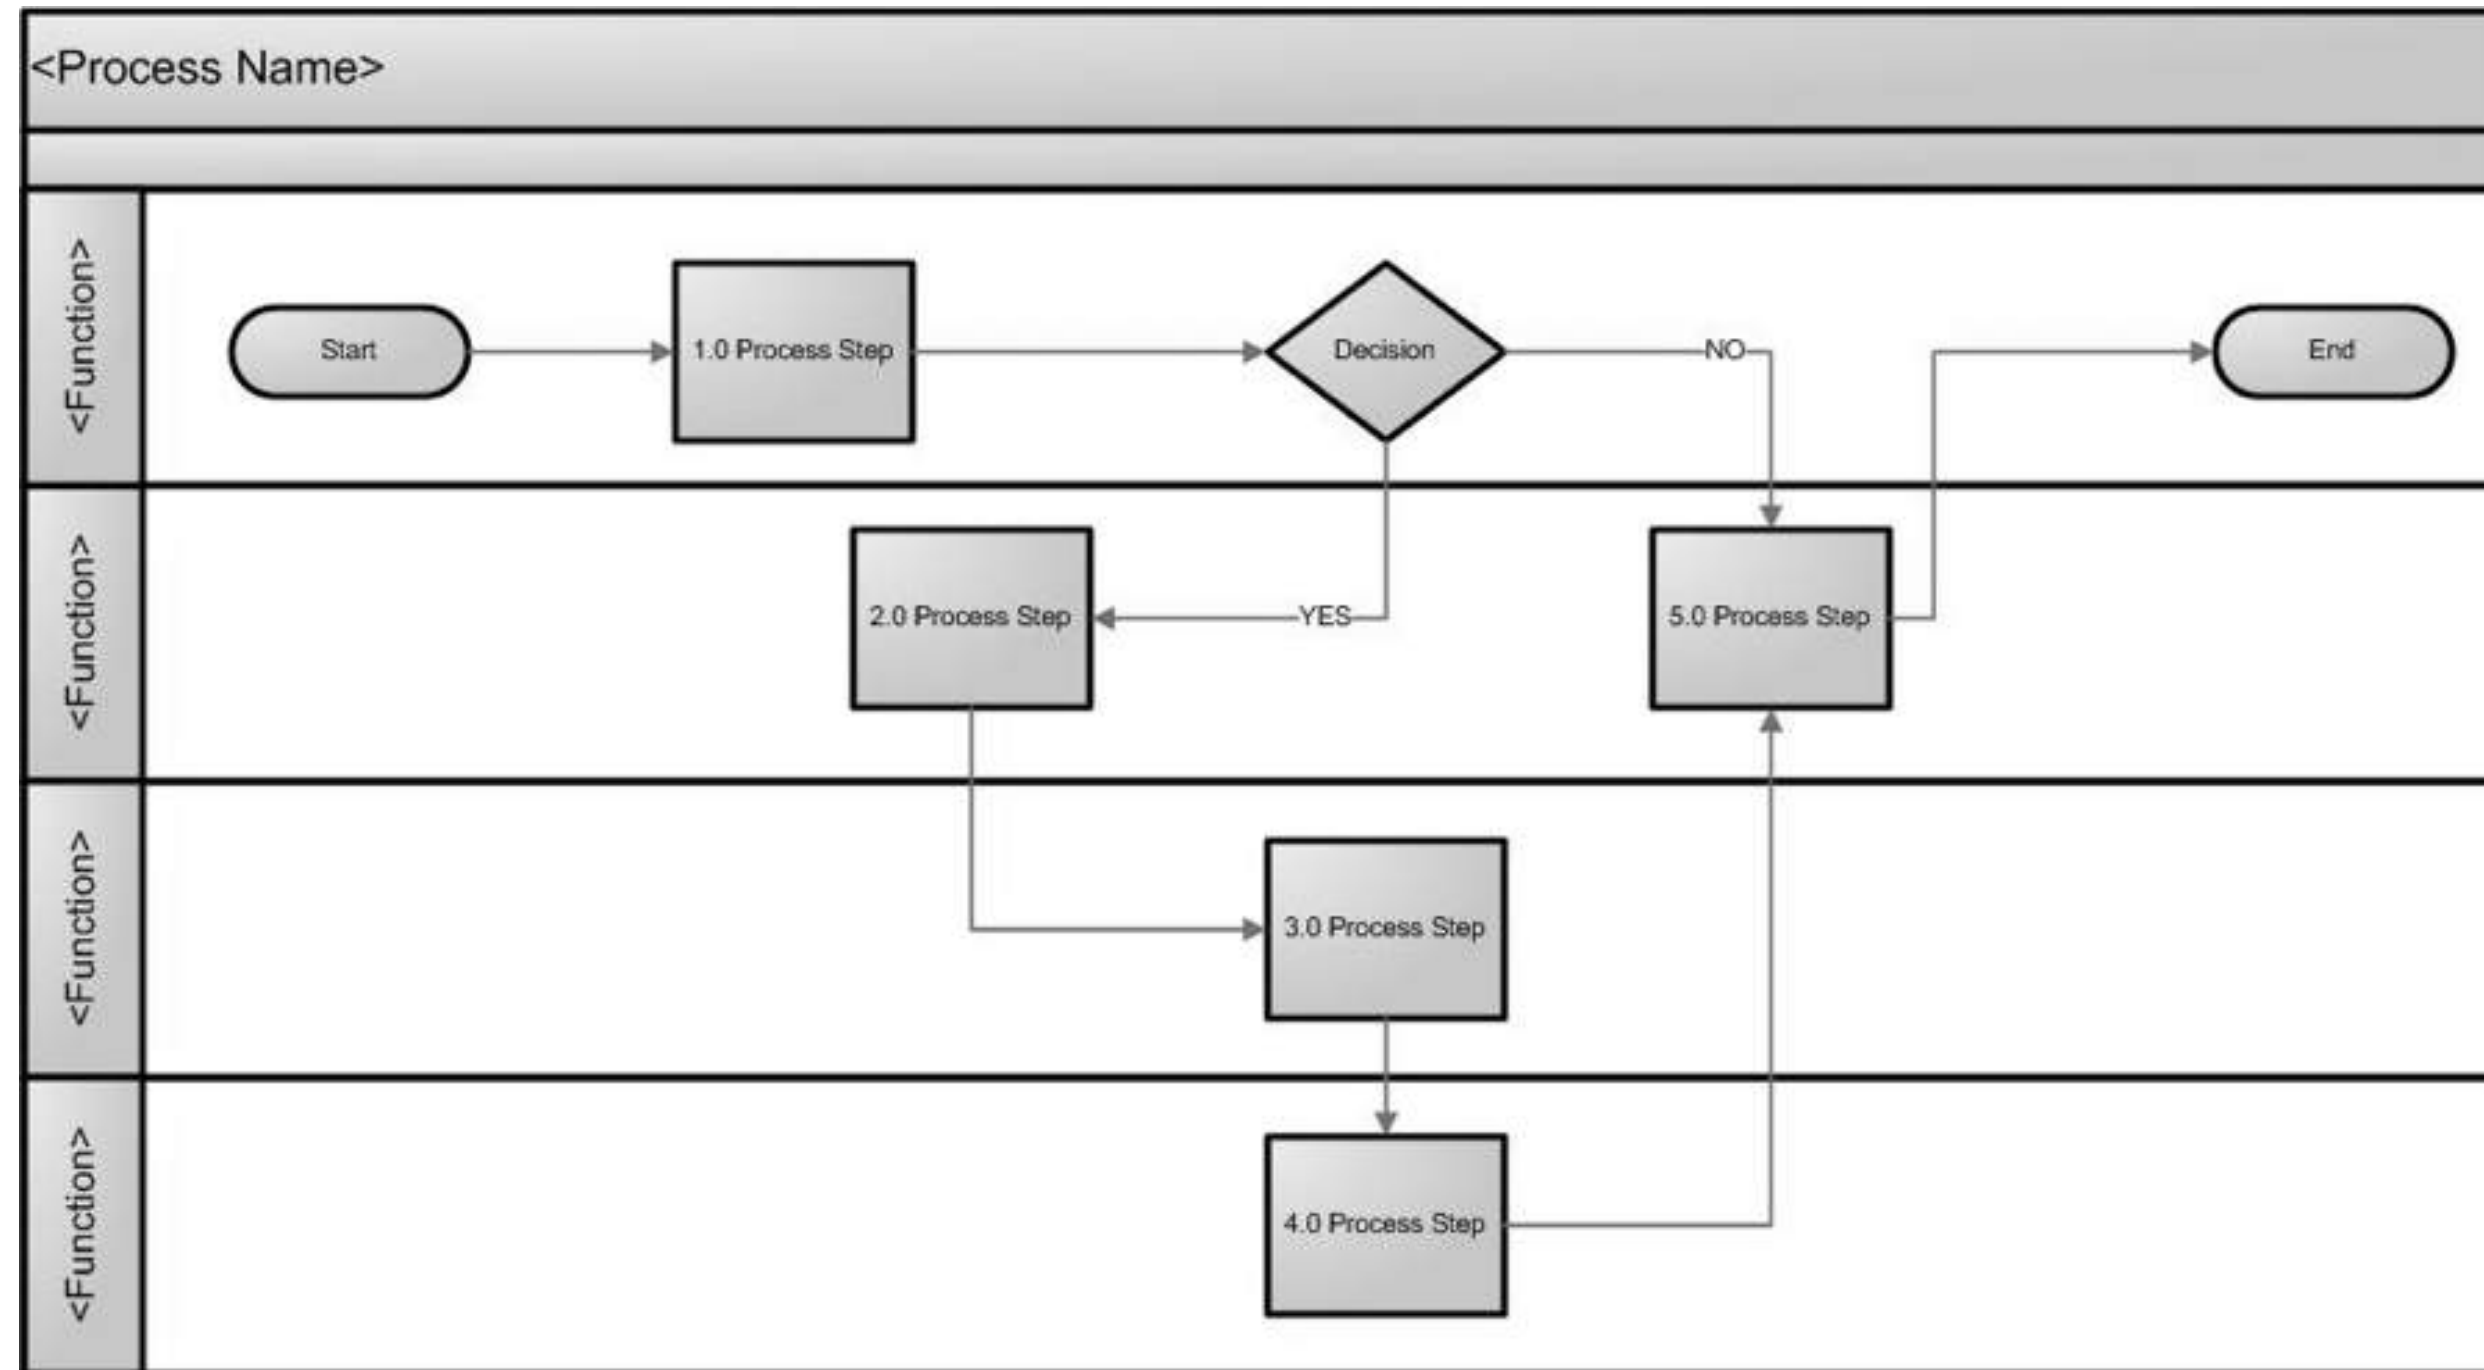 <Process Name>
<Function>
Start
1.0 Process Step
Decision
NO
End
<Function>
2.0 Process Step
YES
5.0 Process Step
<Function>
3.0 Process Step
<Function>
4.0 Process Step